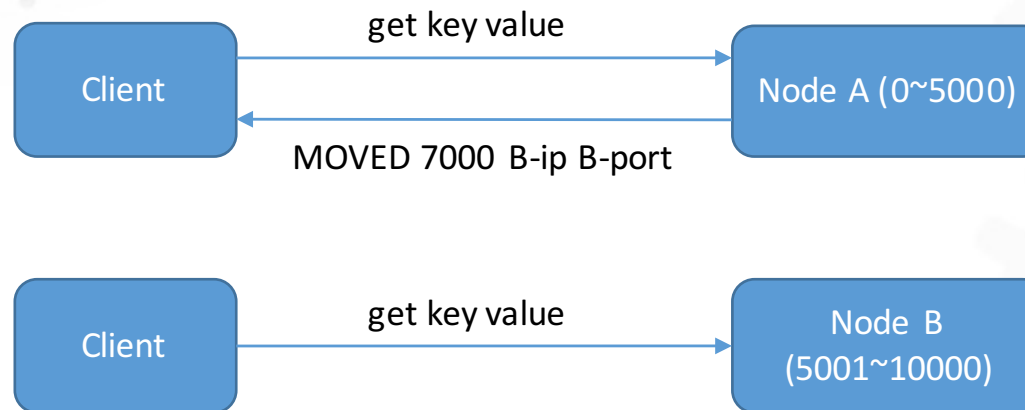 get key value
Client
Node A (0~5000)
MOVED 7000 B-ip B-port
get key value
Client
Node B
(5001~10000)